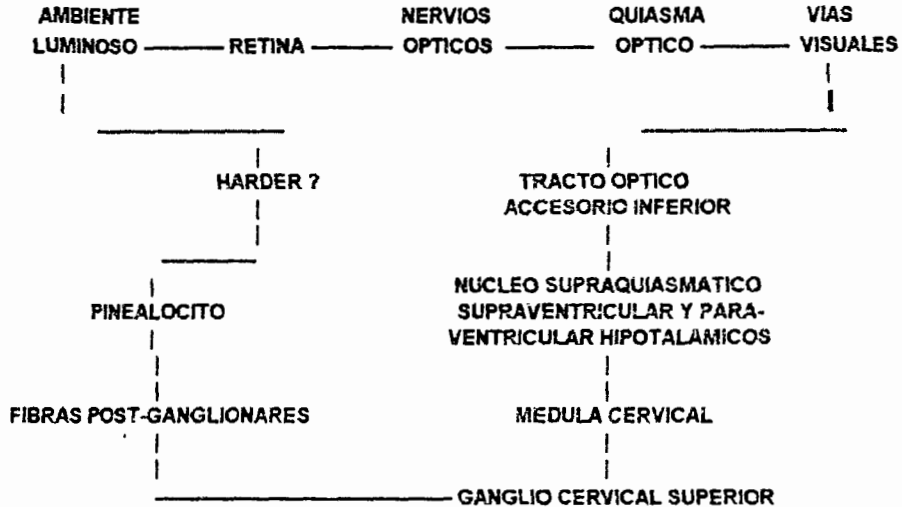 AMBIENTE NERVIOS QUIASMA VIAS
LUMINOSO RETINA OPTICOS OPTICO VISUALES
HARDER ? TRACTO OPTICO
ACCESORIO INFERIOR
NUCLEO SUPRAQUIASMATICO
PINEALOCITO SUPRAVENTRICULAR Y PARA-
VENTRICULAR HIPOTALAMICOS
FIBRAS POST-GANGLIONARES MEDULA CERVICAL
GANGLIO CERVICAL SUPERIOR